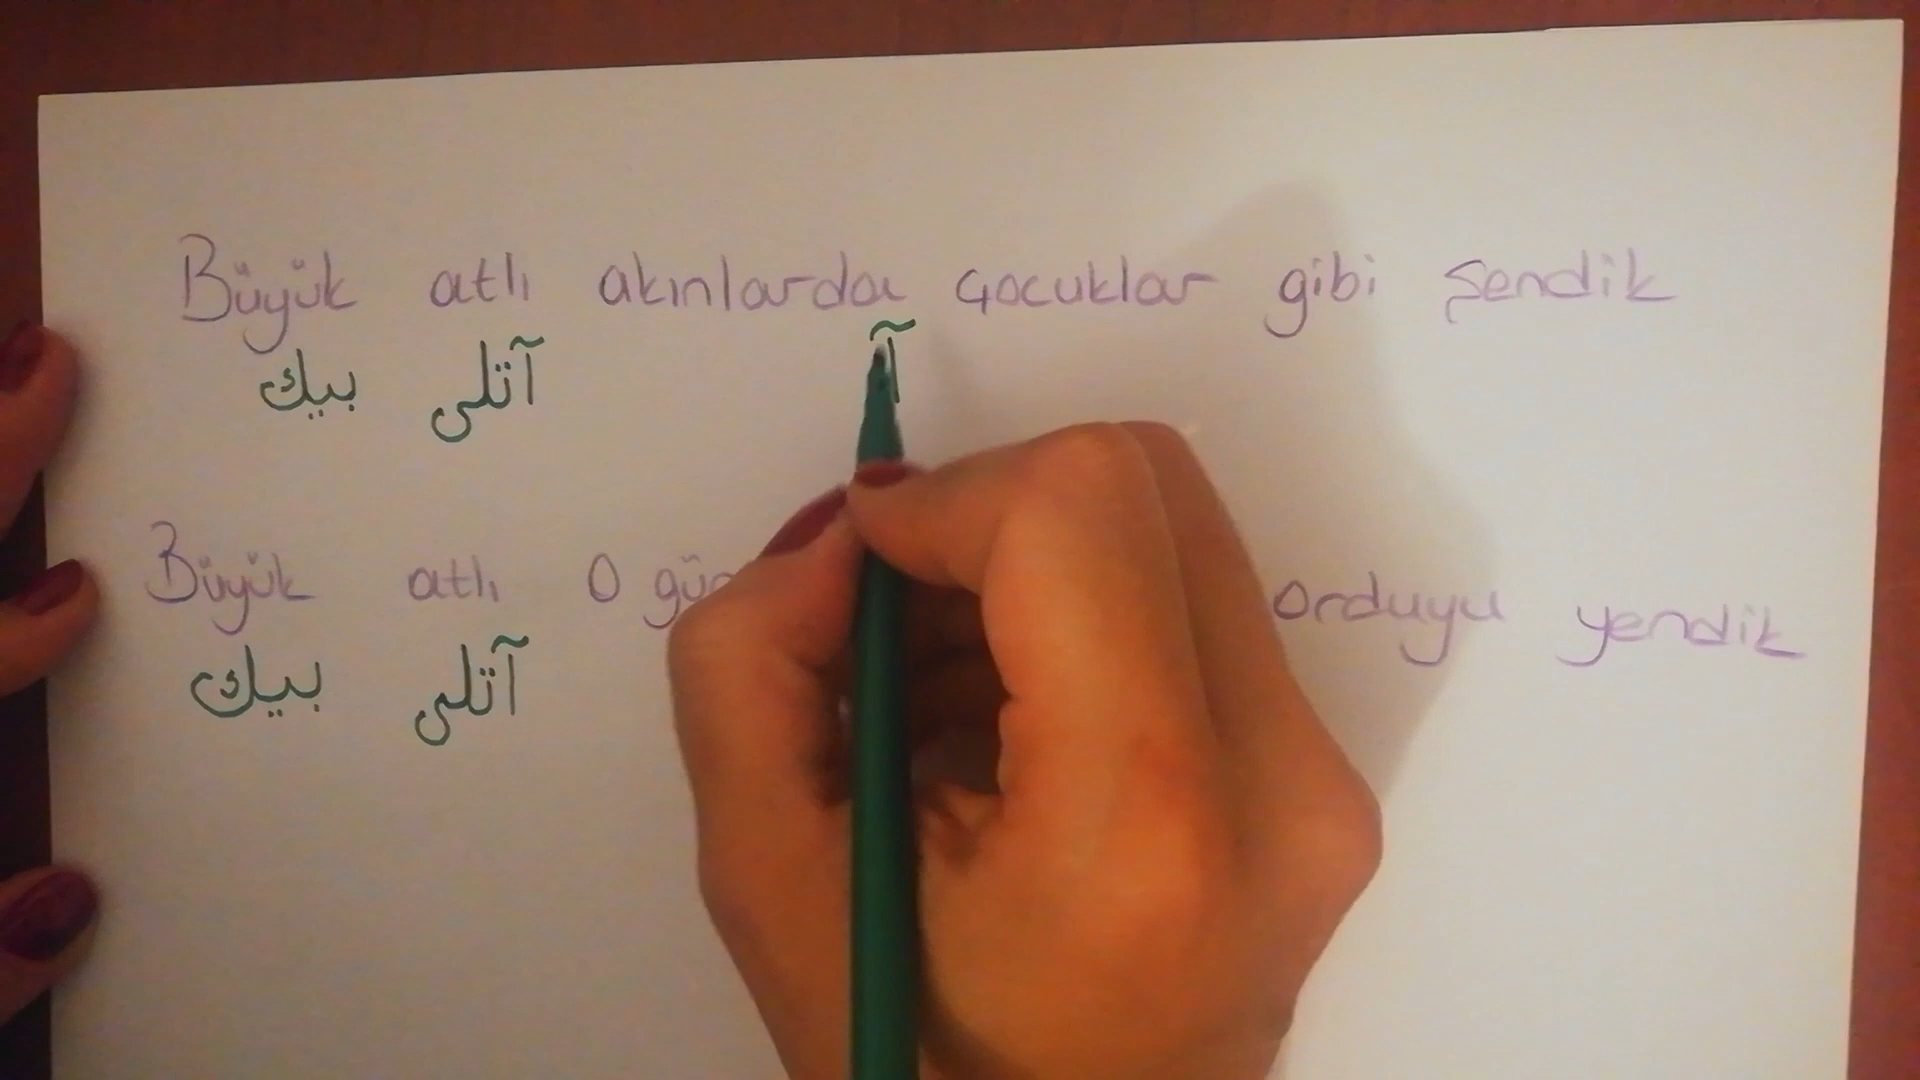 Büyük atlı akınlarda çocuklar gibi şendik
بيك آتلى آ
Büyük atlı O orduyu yendik
بيك آتلى